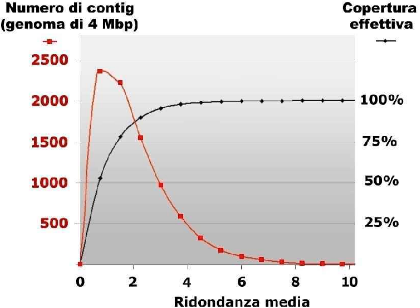 Numero di contig
(genoma di 4 Mbp)
Copertura
effettiva
2500
2000
1500
1000
500
100%
75%
50%
25%
0 2 4 6 8 10
Ridondanza media